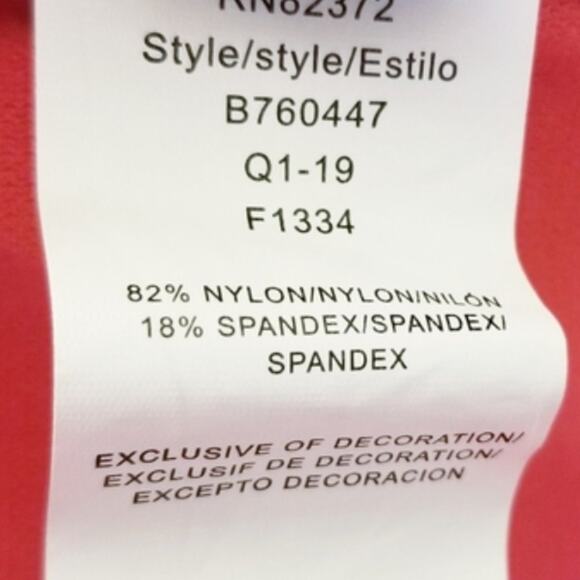 RN82372
Style/style/Estilo
B760447
Q1-19
F1334
82% NYLON/NYLON/NILÓN
18% SPANDEX/SPANDEX/
SPANDEX
EXCLUSIVE OF DECORATION/
EXCLUSIF DE DECORATION/
EXCEPTO DECORACION